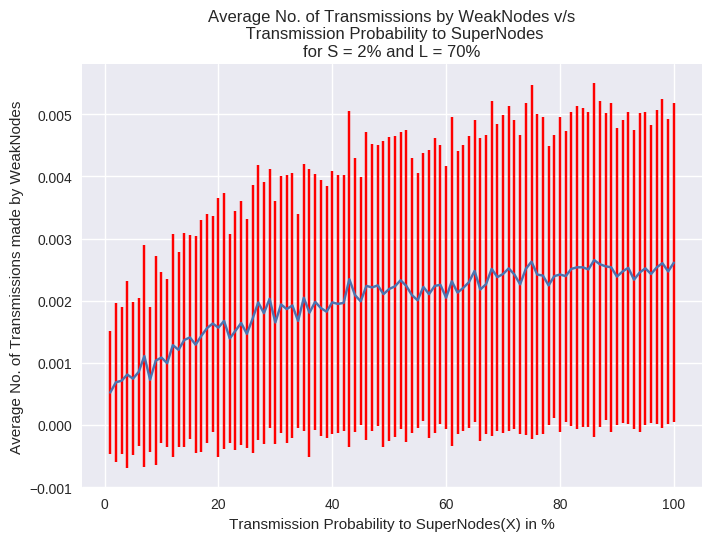 Average No. of Transmissions by WeakNodes v/s
Transmission Probability to SuperNodes
for S = 2% and L = 70%
Average No. of Transmissions made by WeakNodes
0.005
0.004
0.003
0.002
0.001
0.000
−0.001
0 20 40 60 80 100
Transmission Probability to SuperNodes(X) in %